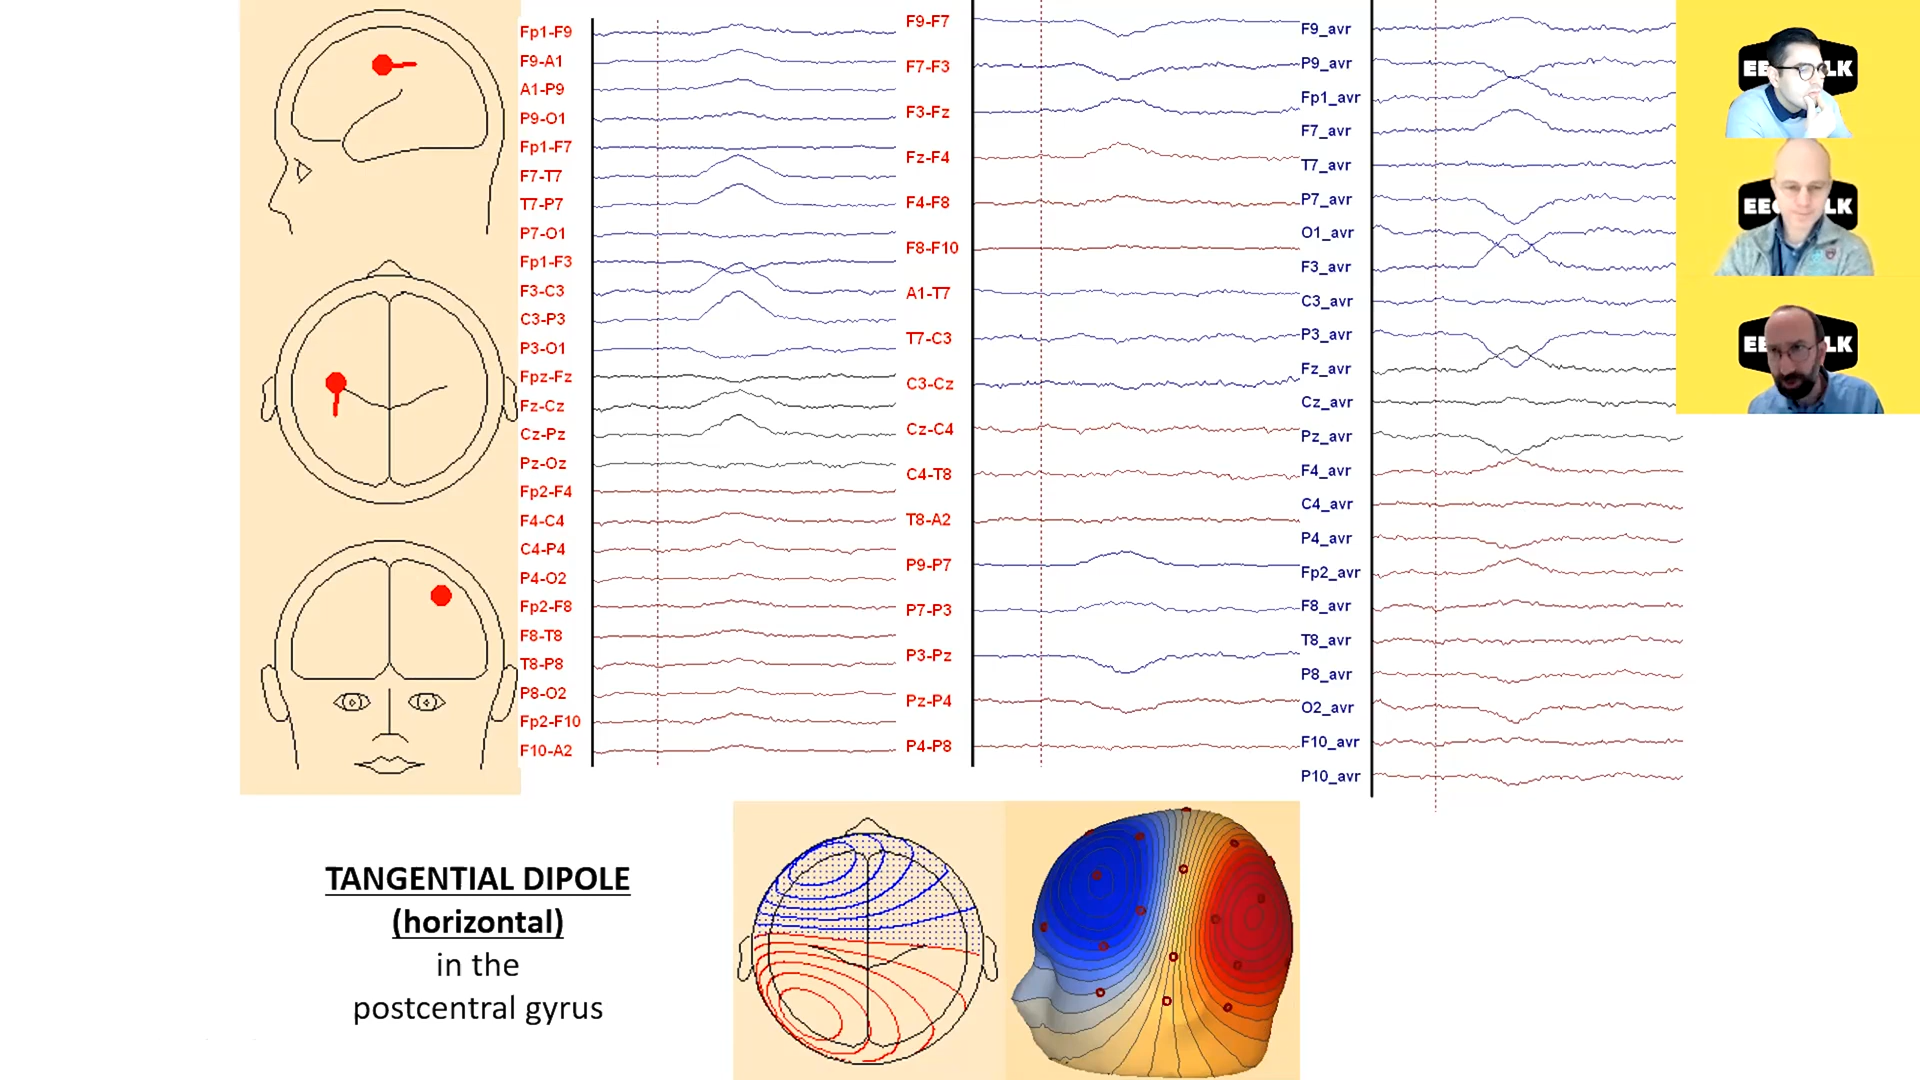 Fp1-F9
F9-A1
A1-P9
P9-O1
Fp1-F7
F7-T7
T7-P7
P7-O1
Fp1-F3
F3-C3
C3-P3
P3-O1
Fpz-Fz
Fz-Cz
Cz-Pz
Pz-Oz
Fp2-F4
F4-C4
C4-P4
P4-O2
Fp2-F8
F8-T8
T8-P8
P8-O2
Fp2-F10
F10-A2
F9-F7
F7-F3
F3-Fz
Fz-F4
F4-F8
F8-F10
A1-T7
T7-C3
C3-Cz
Cz-C4
C4-T8
T8-A2
P9-P7
P7-P3
P3-Pz
Pz-P4
P4-P8
F9_avr
P9_avr
Fp1_avr
F7_avr
T7_avr
P7_avr
O1_avr
F3_avr
C3_avr
P3_avr
Fz_avr
Cz_avr
Pz_avr
F4_avr
C4_avr
P4_avr
Fp2_avr
F8_avr
T8_avr
P8_avr
O2_avr
F10_avr
P10_avr
TANGENTIAL DIPOLE
(horizontal)
in the
postcentral gyrus